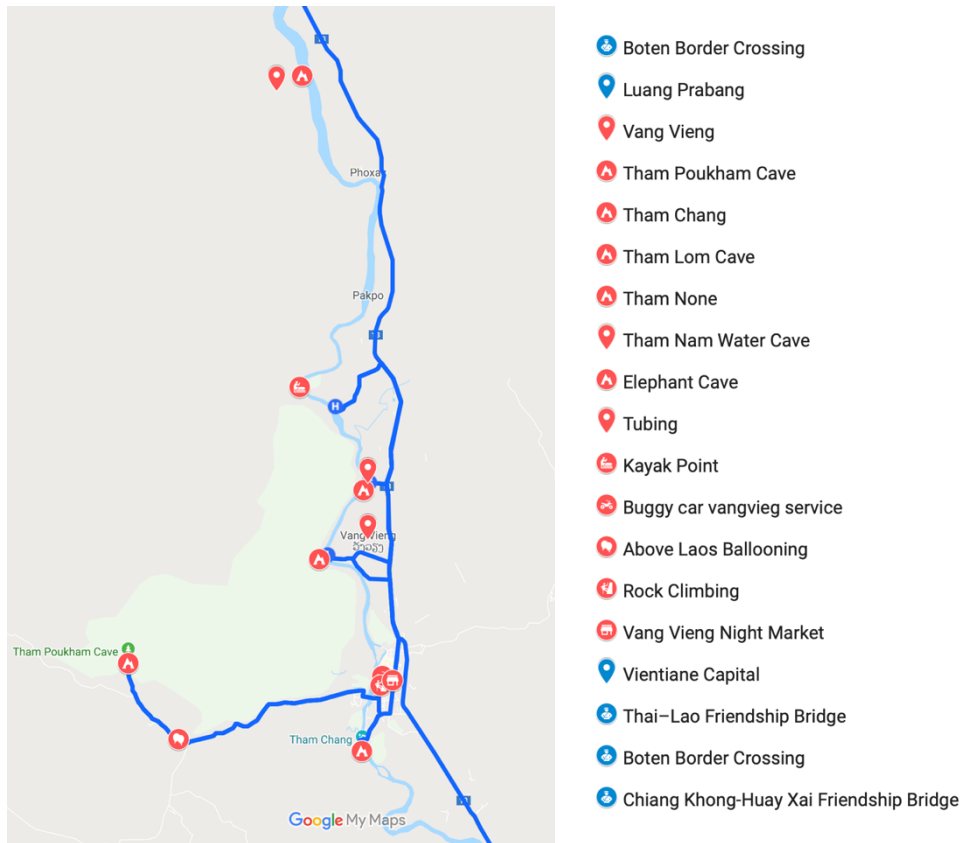 Phoxa
Pakpo
H
Vang Vieng
ວັງວຽງ
Tham Poukham Cave
Tham Chang
Google My Maps
Boten Border Crossing
Luang Prabang
Vang Vieng
Tham Poukham Cave
Tham Chang
Tham Lom Cave
Tham None
Tham Nam Water Cave
Elephant Cave
Tubing
Kayak Point
Buggy car vangvieg service
Above Laos Ballooning
Rock Climbing
Vang Vieng Night Market
Vientiane Capital
Thai–Lao Friendship Bridge
Boten Border Crossing
Chiang Khong-Huay Xai Friendship Bridge